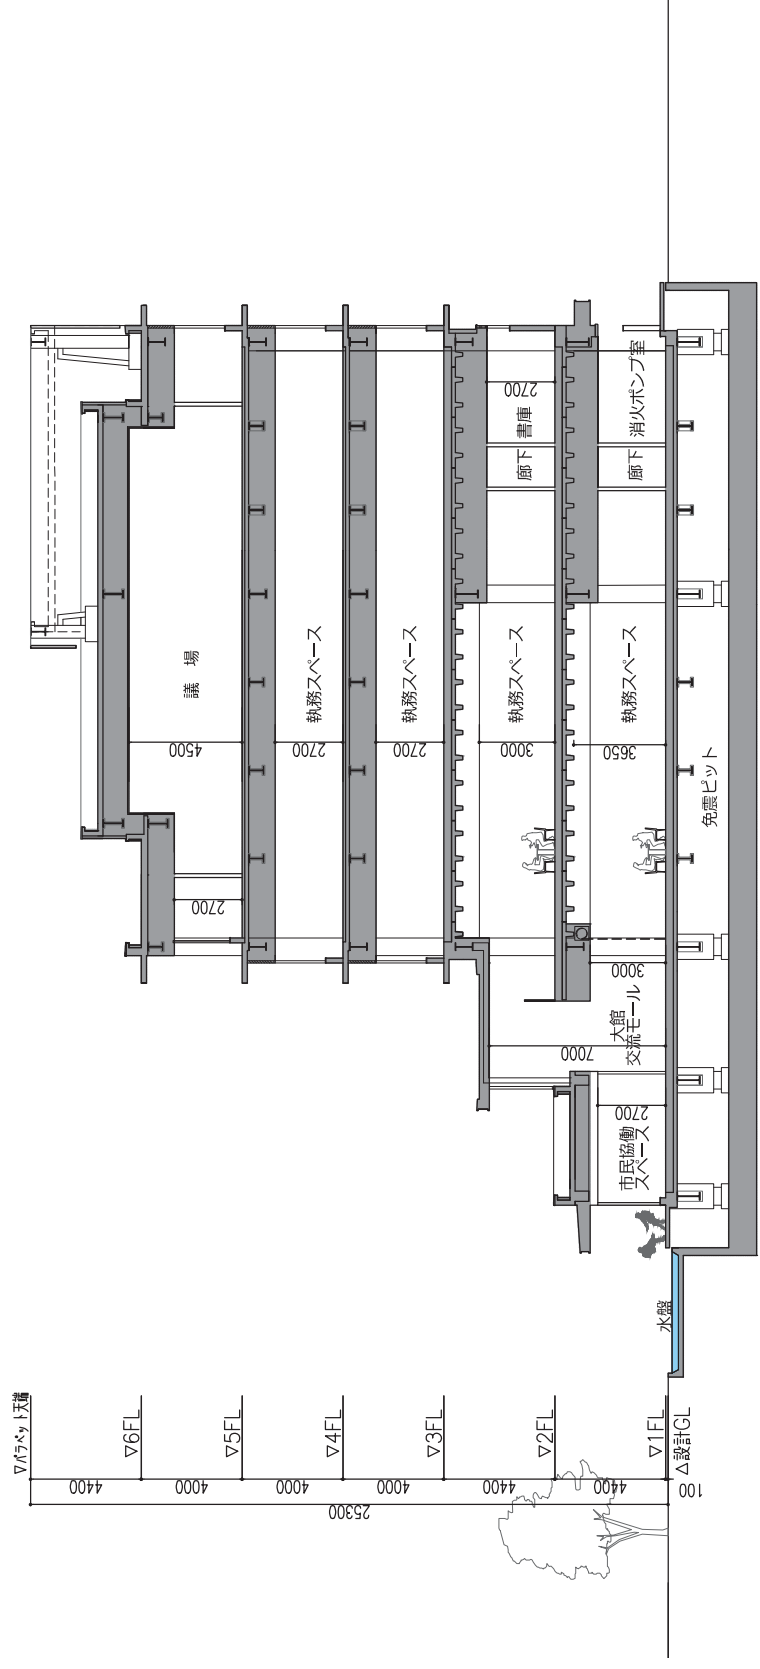 ▽パラペット天端
▽6FL
▽5FL
▽4FL
▽3FL
▽2FL
▽1FL
△設計GL
4400
4000
4000
4000
4400
4400
100
25300
議　場
4500
2700
執務スペース
2700
執務スペース
2700
執務スペース
3000
廊下
書庫
2700
執務スペース
3650
廊下
消火ポンプ室
3000
大館
交流モール
7000
市民協働
スペース
2700
免震ピット
水盤